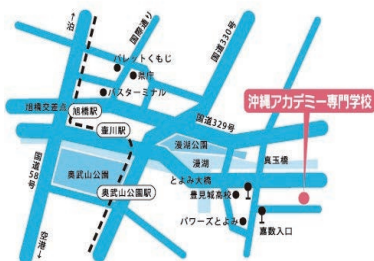 ↑泊
国際通り
国道330号
パレットくもじ
県庁
バスターミナル
沖縄アカデミー専門学校
旭橋交差点
旭橋駅
国道329号
壷川駅
漫湖公園
漫湖
真玉橋
国道58号
奥武山公園
とよみ大橋
奥武山公園駅
豊見城高校
パワーズとよみ
嘉数入口
空港↓